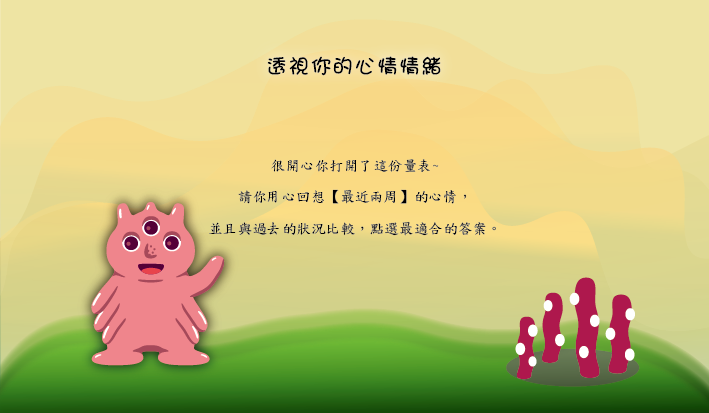 透視你的心情情緒
很開心你打開了這份量表~
請你用心回想【最近兩周】的心情，
並且與過去的狀況比較，點選最適合的答案。